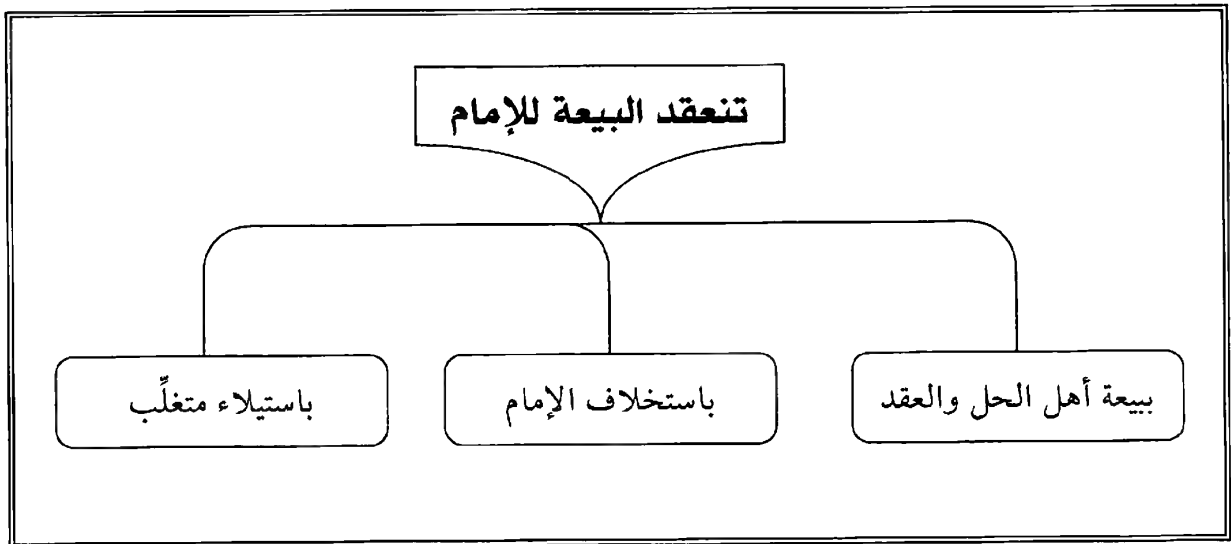 تنعقد البيعة للإمام
ببيعة أهل الحل والعقد
باستخلاف الإمام
باستيلاء متغلِّب